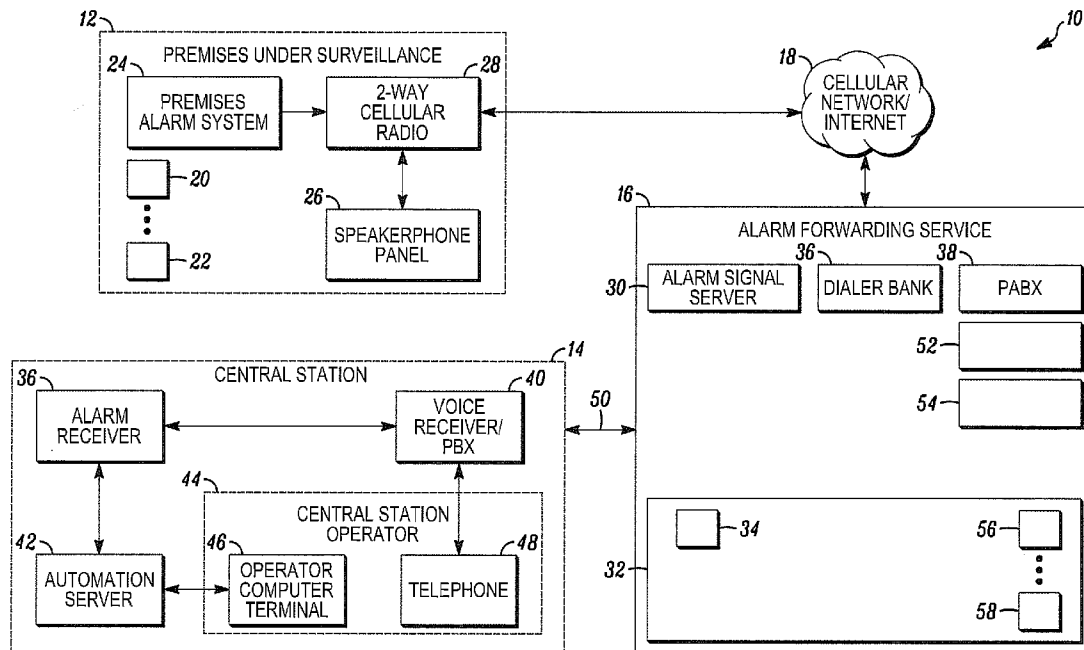 10
12
PREMISES UNDER SURVEILLANCE
24
PREMISES
ALARM SYSTEM
28
2-WAY
CELLULAR
RADIO
20
22
26
SPEAKERPHONE
PANEL
18
CELLULAR
NETWORK/
INTERNET
16
ALARM FORWARDING SERVICE
30
ALARM SIGNAL
SERVER
36
DIALER BANK
38
PABX
52
54
34
32
56
58
14
CENTRAL STATION
36
ALARM
RECEIVER
40
VOICE
RECEIVER/
PBX
50
44
CENTRAL STATION
OPERATOR
42
AUTOMATION
SERVER
46
OPERATOR
COMPUTER
TERMINAL
48
TELEPHONE